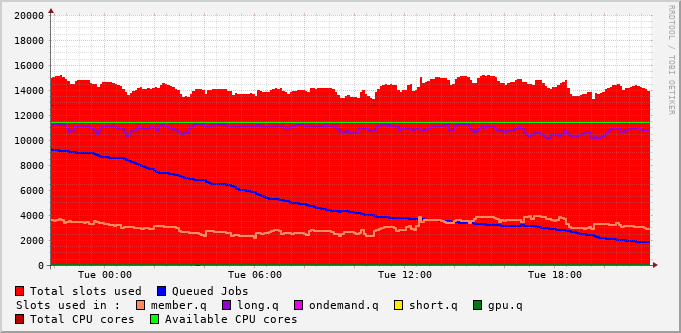 RRDTOOL / TOBI OETIKER
20000
18000
16000
14000
12000
10000
8000
6000
4000
2000
0
Tue 00:00 Tue 06:00 Tue 12:00 Tue 18:00
Total slots used Queued Jobs
Slots used in : member.q long.q ondemand.q short.q gpu.q
Total CPU cores Available CPU cores